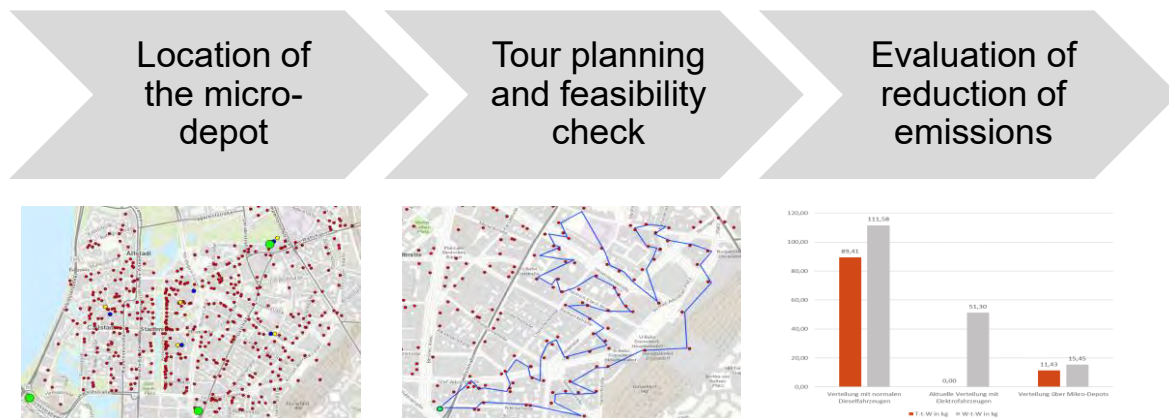 Location of
the micro-
depot
Tour planning
and feasibility
check
Evaluation of
reduction of
emissions
Altstadt
120,00
100,00
80,00
60,00
40,00
20,00
0,00
89,41
111,58
0,00
51,30
11,43
15,45
Verteilung mit normalen
Dieselfahrzeugen
Aktuelle Verteilung mit
Elektrofahrzeugen
Verteilung über Mikro-Depots
T-t-W in kg
W-t-W in kg